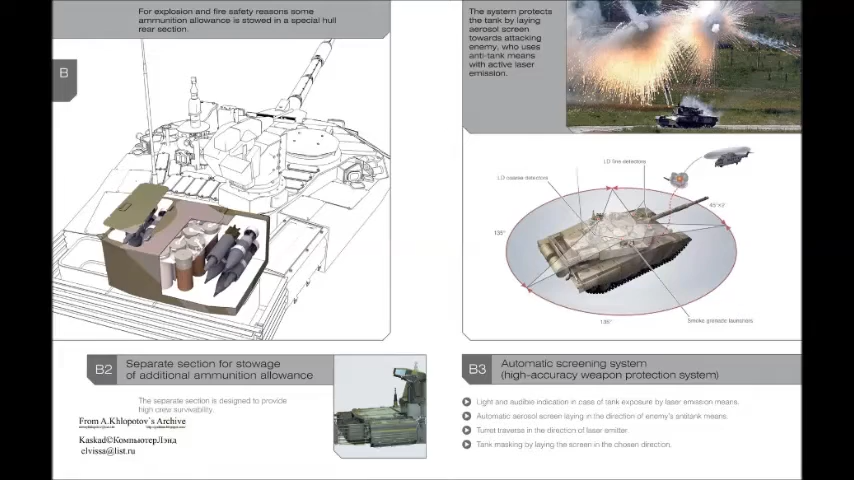 For explosion and fire safety reasons some
ammunition allowance is stowed in a special hull
rear section.
B
B2
Separate section for stowage
of additional ammunition allowance
The separate section is designed to provide
high crew survivability.
From A.Khlopotov`s Archive
Kaskad©КомпьютерЛэнд
elvissa@list.ru
The system protects
the tank by laying
aerosol screen
towards attacking
enemy, who uses
anti-tank means
with active laser
emission.
LD fine detectors
LD coarse detectors
45°×2
135°
135°
Smoke grenade launchers
B3
Automatic screening system
(high-accuracy weapon protection system)
Light and audible indication in case of tank exposure by laser emission means.
Automatic aerosol screen laying in the direction of enemy's antitank means.
Turret traverse in the direction of laser emitter.
Tank masking by laying the screen in the chosen direction.